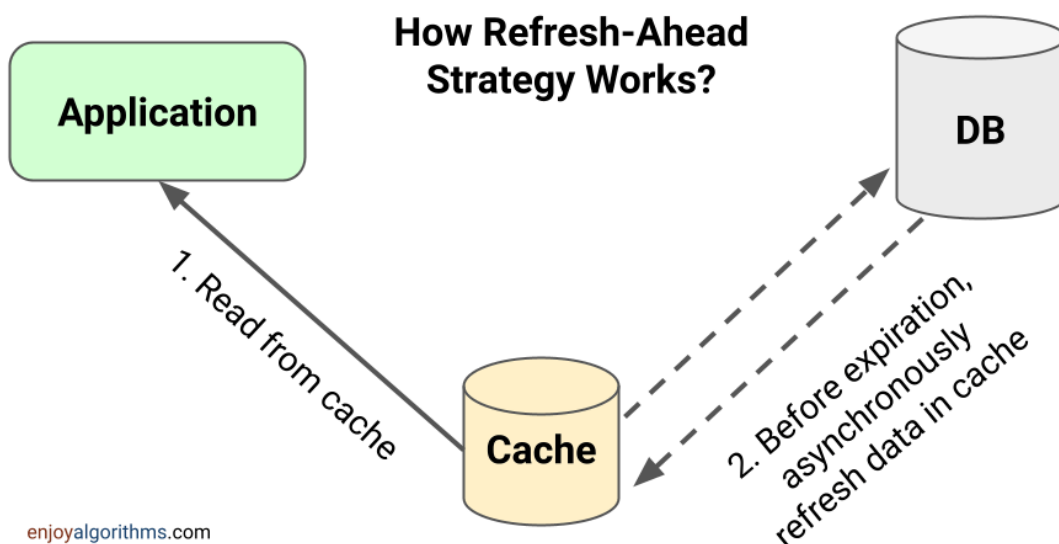 How Refresh-Ahead
Strategy Works?
Application
DB
1. Read from cache
Cache
2. Before expiration,
asynchronously
refresh data in cache
enjoyalgorithms.com